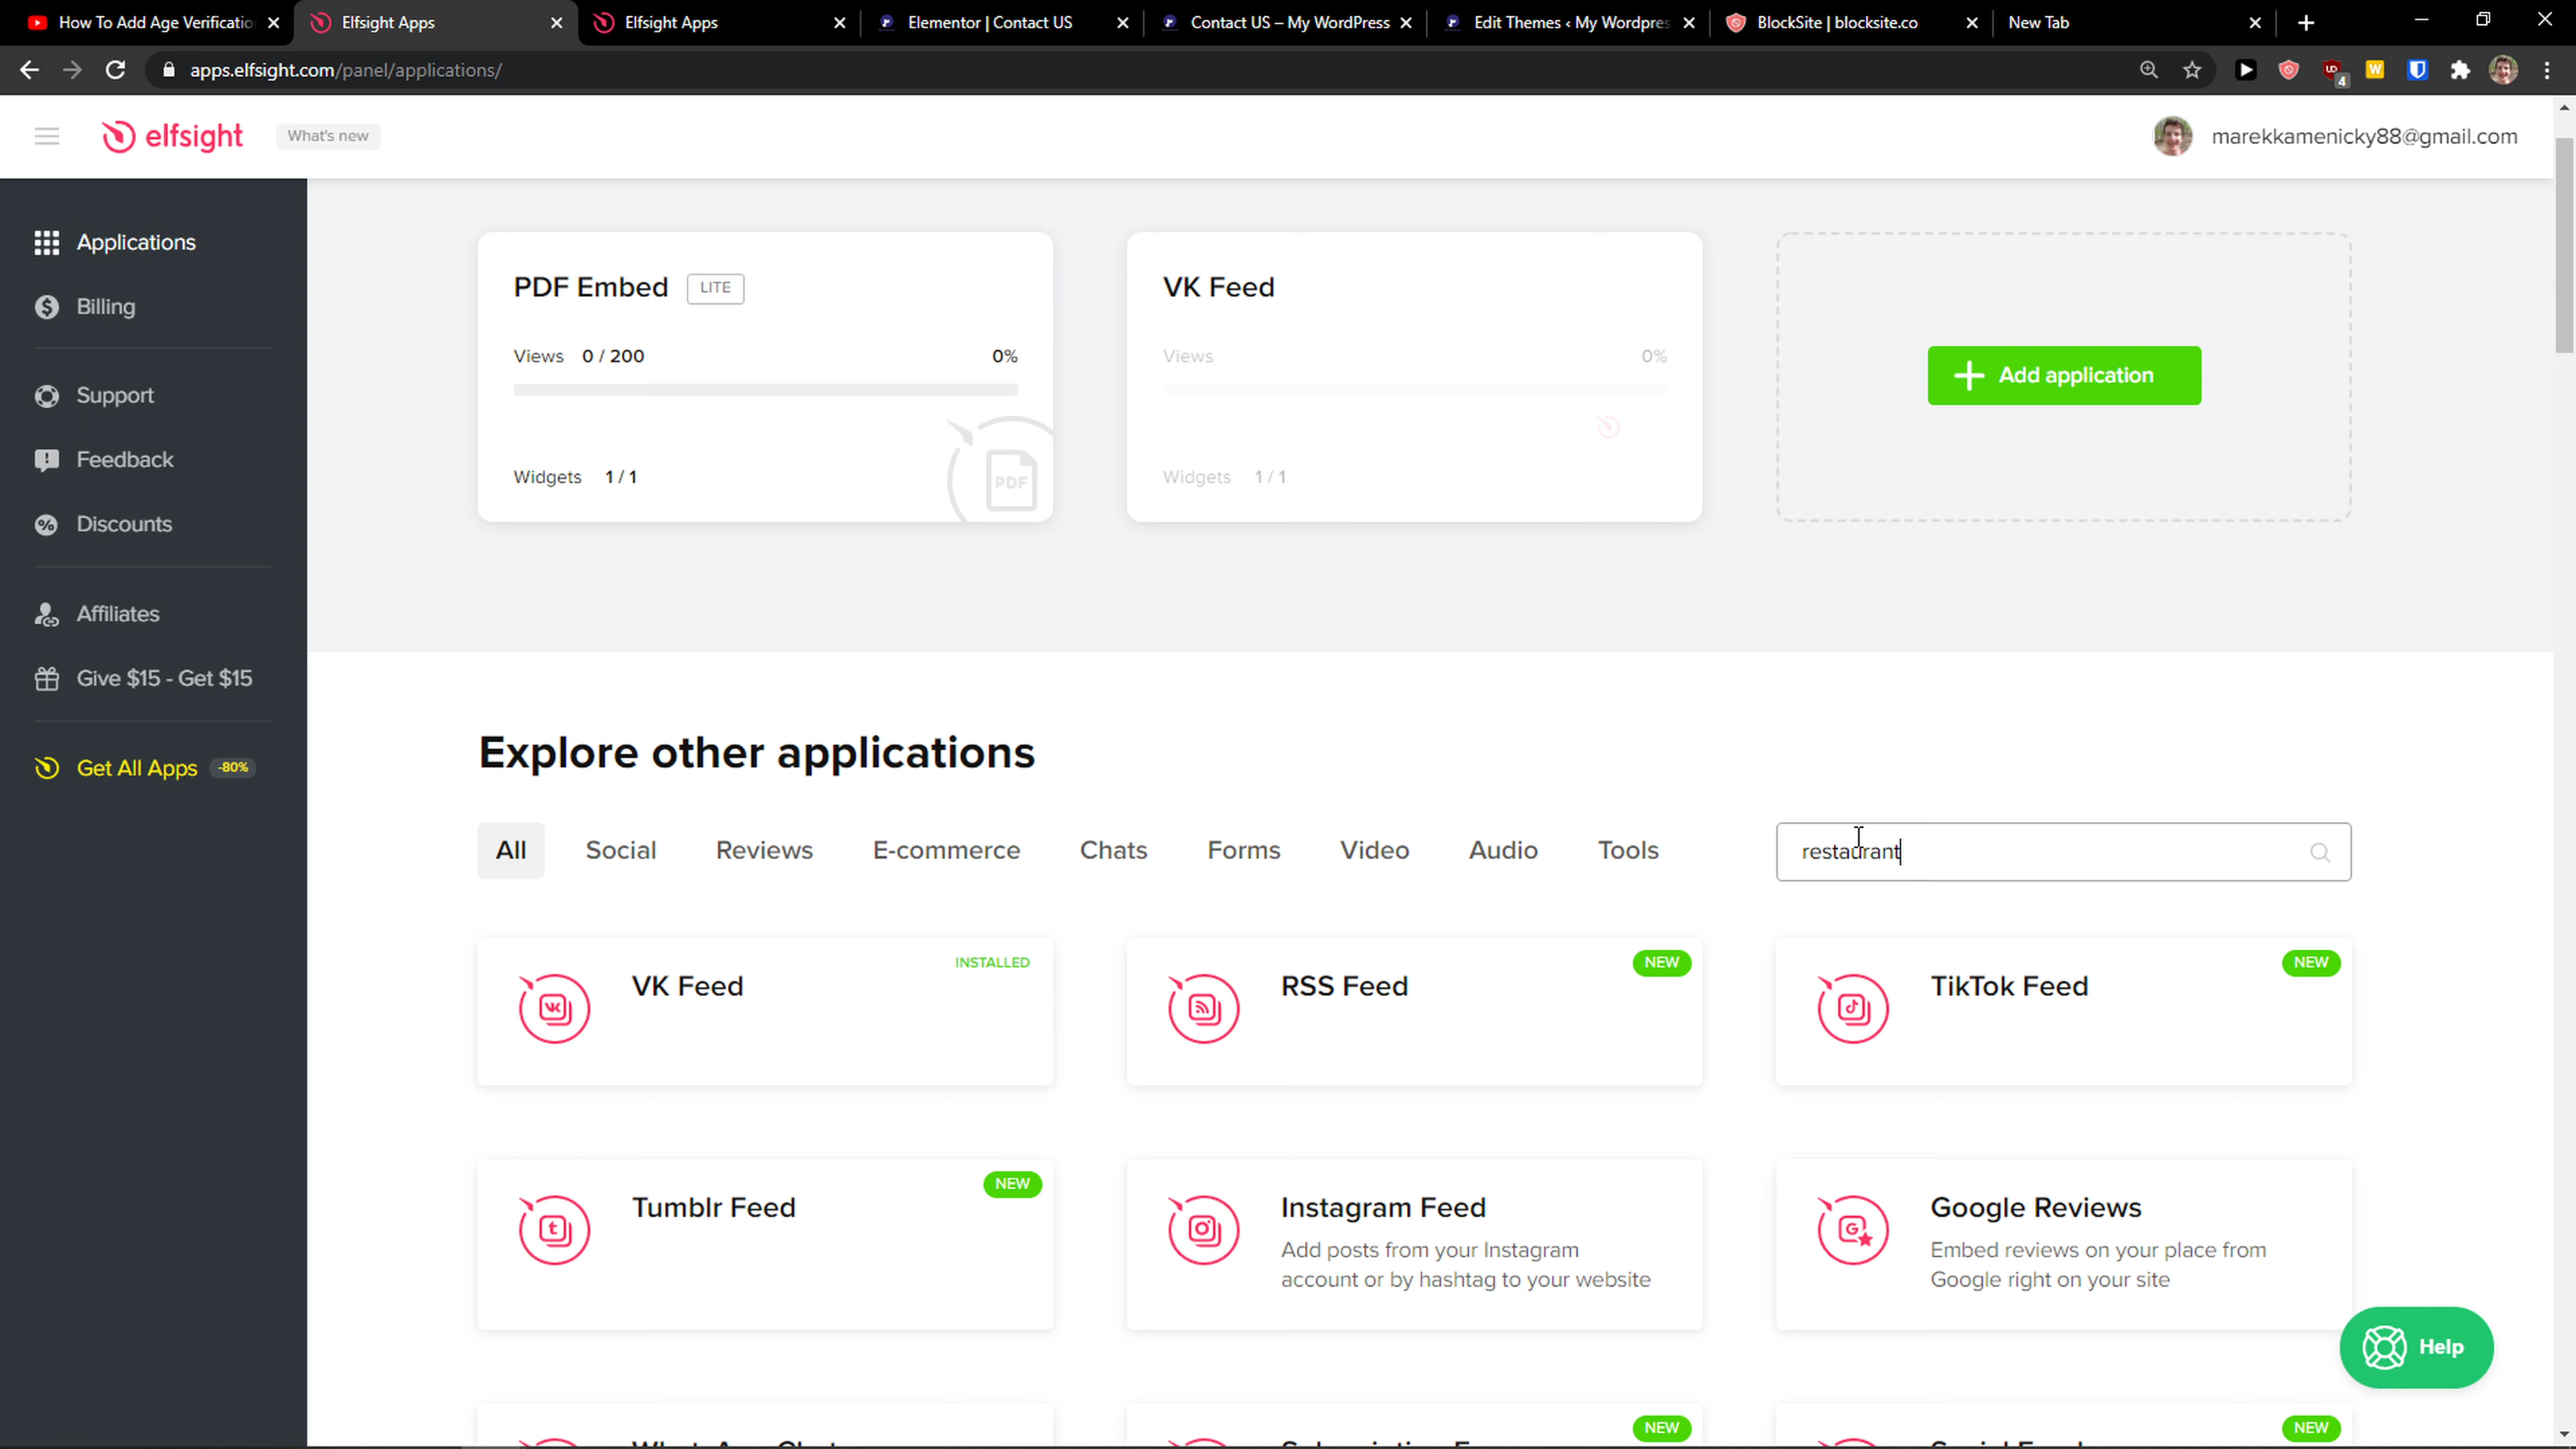 How To Add Age Verificatio
Elfsight Apps
Elfsight Apps
Elementor | Contact US
Contact US – My WordPress
Edit Themes ‹ My Wordpres
BlockSite | blocksite.co
New Tab
apps.elfsight.com/panel/applications/
4
elfsight
What's new
marekkamenicky88@gmail.com
Applications
Billing
Support
Feedback
Discounts
Affiliates
Give $15 - Get $15
Get All Apps -80%
PDF Embed LITE
Views 0 / 200 0%
Widgets 1 / 1
PDF
VK Feed
Views 0%
Widgets 1 / 1
Add application
Explore other applications
All Social Reviews E-commerce Chats Forms Video Audio Tools
restaurant
VK Feed
INSTALLED
RSS Feed
NEW
TikTok Feed
NEW
Tumblr Feed
NEW
Instagram Feed
Add posts from your Instagram
account or by hashtag to your website
Google Reviews
Embed reviews on your place from
Google right on your site
NEW
NEW
Help